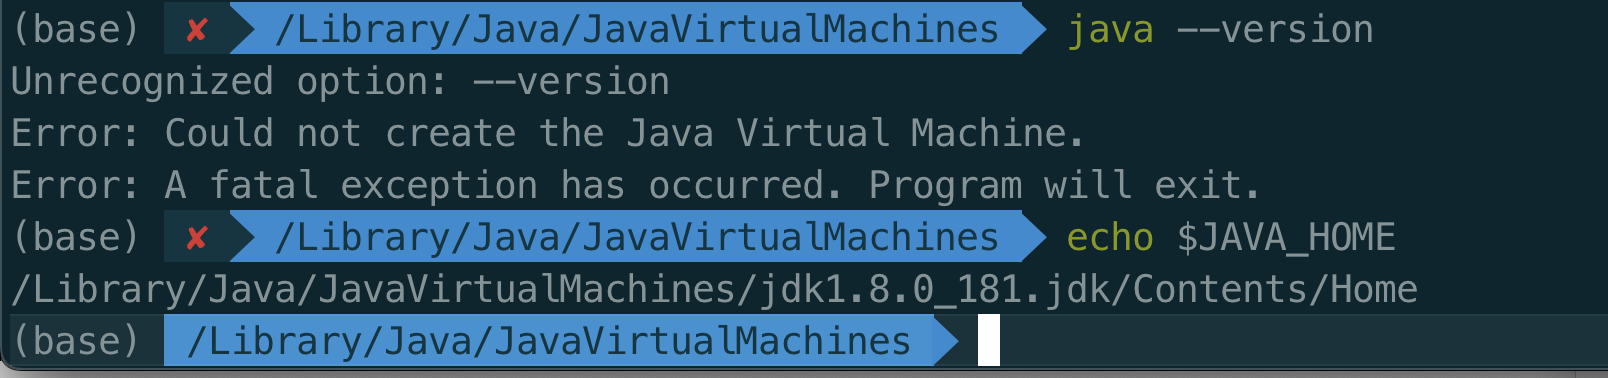 (base) ✘ /Library/Java/JavaVirtualMachines java --version
Unrecognized option: --version
Error: Could not create the Java Virtual Machine.
Error: A fatal exception has occurred. Program will exit.
(base) ✘ /Library/Java/JavaVirtualMachines echo $JAVA_HOME
/Library/Java/JavaVirtualMachines/jdk1.8.0_181.jdk/Contents/Home
(base) /Library/Java/JavaVirtualMachines